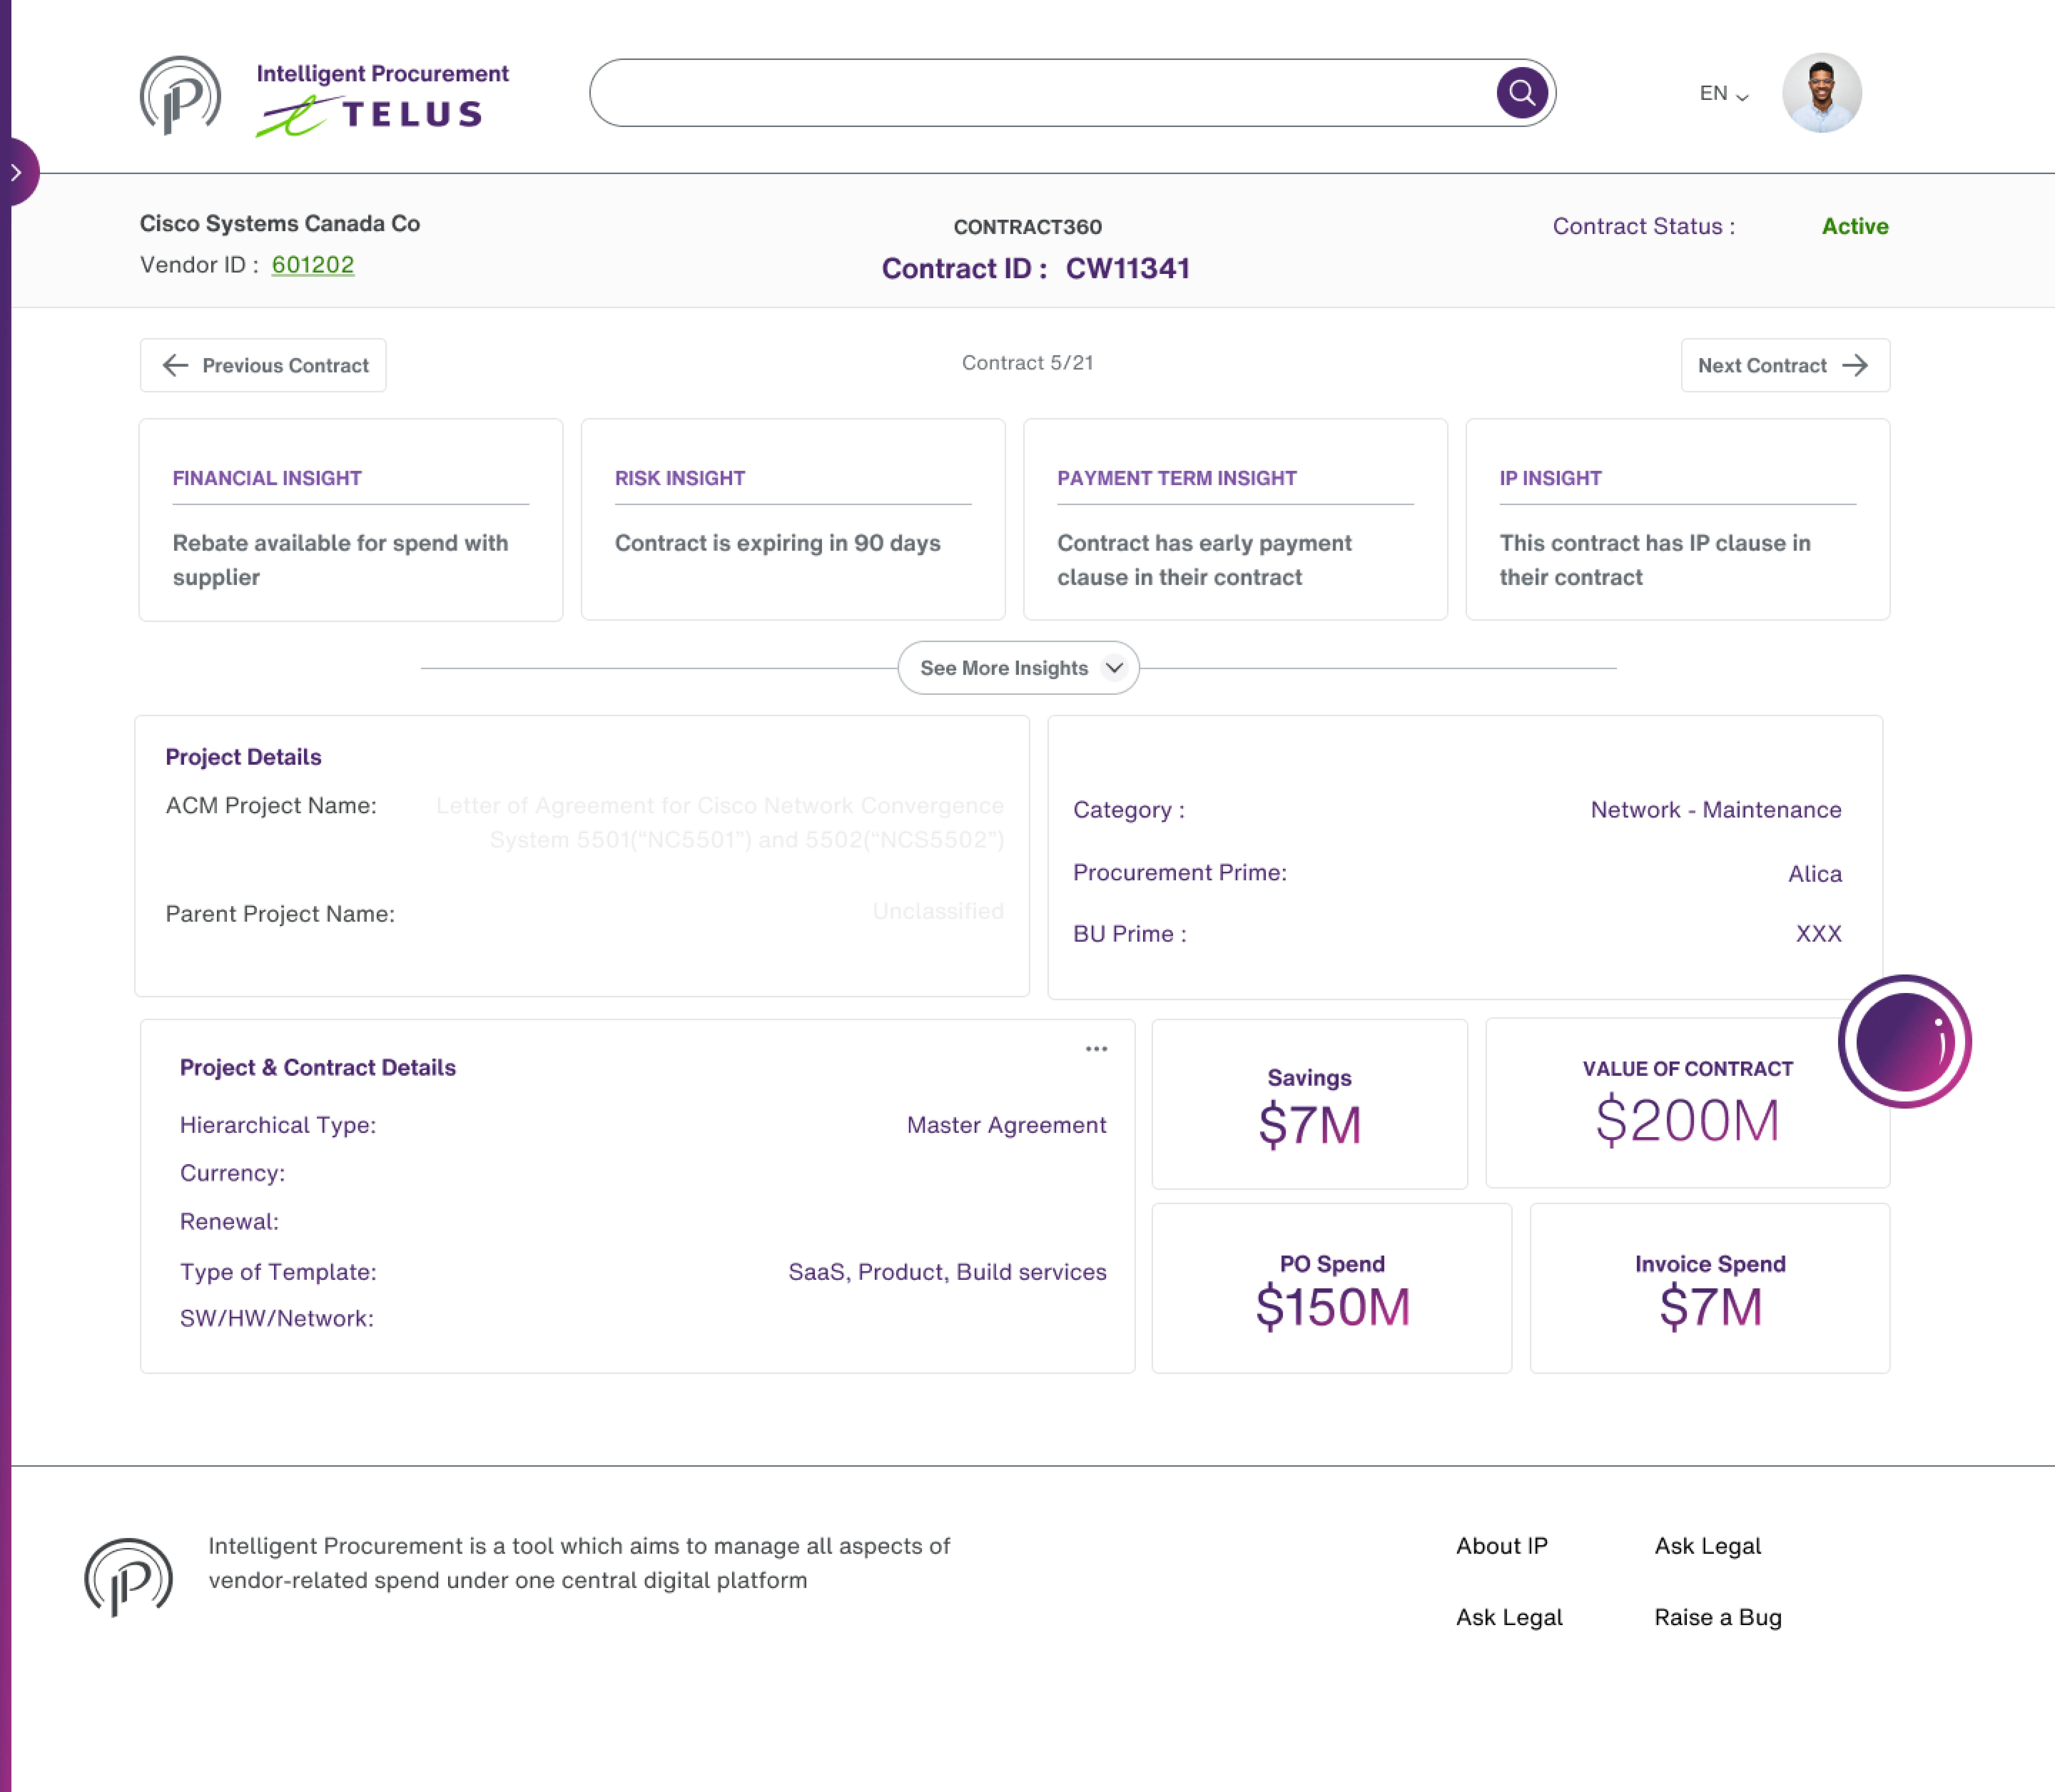 Intelligent Procurement
TELUS
EN
Cisco Systems Canada Co
Vendor ID : 601202
CONTRACT360
Contract ID : CW11341
Contract Status : Active
Previous Contract
Contract 5/21
Next Contract
FINANCIAL INSIGHT
Rebate available for spend with
supplier
RISK INSIGHT
Contract is expiring in 90 days
PAYMENT TERM INSIGHT
Contract has early payment
clause in their contract
IP INSIGHT
This contract has IP clause in
their contract
See More Insights
Project Details
ACM Project Name: Letter of Agreement for Cisco Network Convergence
System 5501(“NC5501”) and 5502(“NCS5502”)
Parent Project Name: Unclassified
Category : Network - Maintenance
Procurement Prime: Alica
BU Prime : XXX
Project & Contract Details
Hierarchical Type: Master Agreement
Currency:
Renewal:
Type of Template: SaaS, Product, Build services
SW/HW/Network:
Savings
$7M
VALUE OF CONTRACT
$200M
PO Spend
$150M
Invoice Spend
$7M
Intelligent Procurement is a tool which aims to manage all aspects of
vendor-related spend under one central digital platform
About IP
Ask Legal
Ask Legal
Raise a Bug